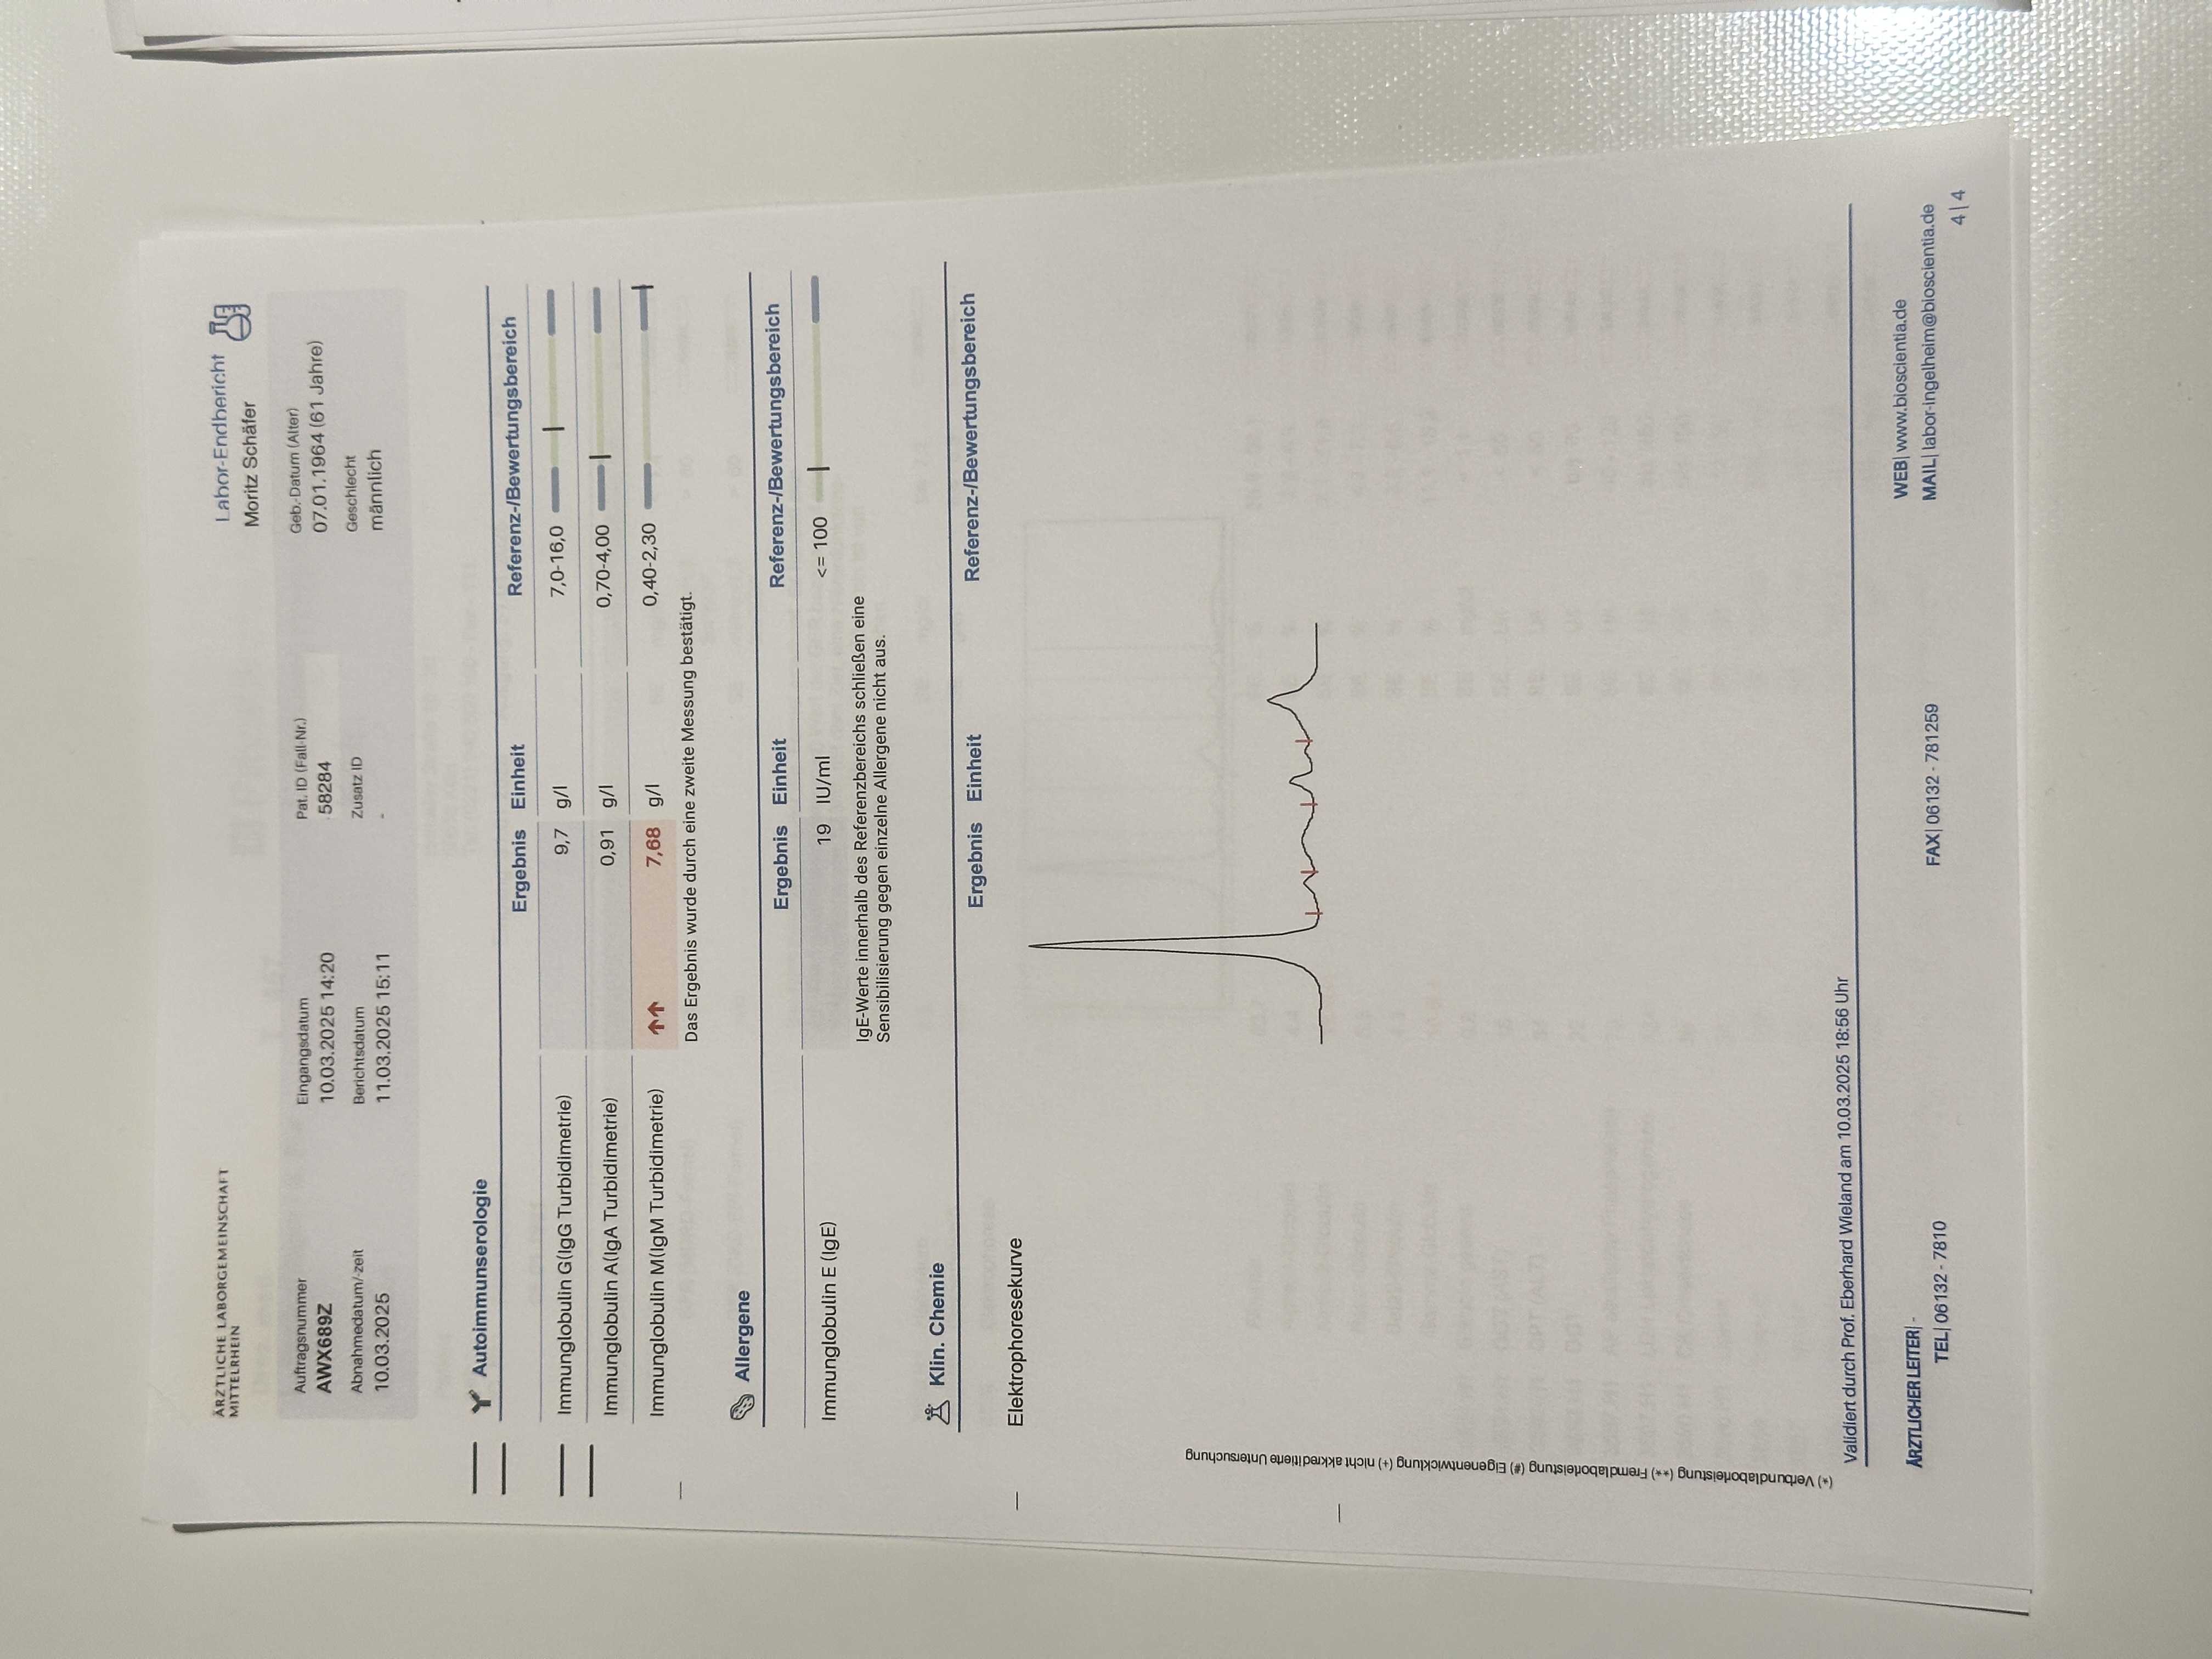 ÄRZTLICHE LABORGEMEINSCHAFT
MITTELRHEIN
Labor-Endbericht
Moritz Schäfer
Auftragsnummer
AWX689Z
Eingangsdatum
10.03.2025 14:20
Pat. ID (Fall-Nr.)
58284
Geb.-Datum (Alter)
07.01.1964 (61 Jahre)
Abnahmedatum/-zeit
10.03.2025
Berichtsdatum
11.03.2025 15:11
Zusatz ID
-
Geschlecht
männlich
Autoimmunserologie
Ergebnis Einheit Referenz-/Bewertungsbereich
Immunglobulin G(IgG Turbidimetrie) 9,7 g/l 7,0-16,0
Immunglobulin A(IgA Turbidimetrie) 0,91 g/l 0,70-4,00
Immunglobulin M(IgM Turbidimetrie) ↑↑ 7,68 g/l 0,40-2,30
Das Ergebnis wurde durch eine zweite Messung bestätigt.
Allergene
Ergebnis Einheit Referenz-/Bewertungsbereich
Immunglobulin E (IgE) 19 IU/ml <= 100
IgE-Werte innerhalb des Referenzbereichs schließen eine
Sensibilisierung gegen einzelne Allergene nicht aus.
Klin. Chemie
Ergebnis Einheit Referenz-/Bewertungsbereich
Elektrophoresekurve
(*) Verbundlaborleistung (**) Fremdlaborleistung (#) Eigenentwicklung (+) nicht akkreditierte Untersuchung
Validiert durch Prof. Eberhard Wieland am 10.03.2025 18:56 Uhr
ÄRZTLICHER LEITER| -
TEL| 06132 - 7810
FAX| 06132 - 781259
WEB| www.bioscientia.de
MAIL| labor-ingelheim@bioscientia.de
4|4